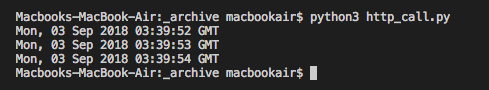 Macbooks-MacBook-Air:_archive macbookair$ python3 http_call.py
Mon, 03 Sep 2018 03:39:52 GMT
Mon, 03 Sep 2018 03:39:53 GMT
Mon, 03 Sep 2018 03:39:54 GMT
Macbooks-MacBook-Air:_archive macbookair$